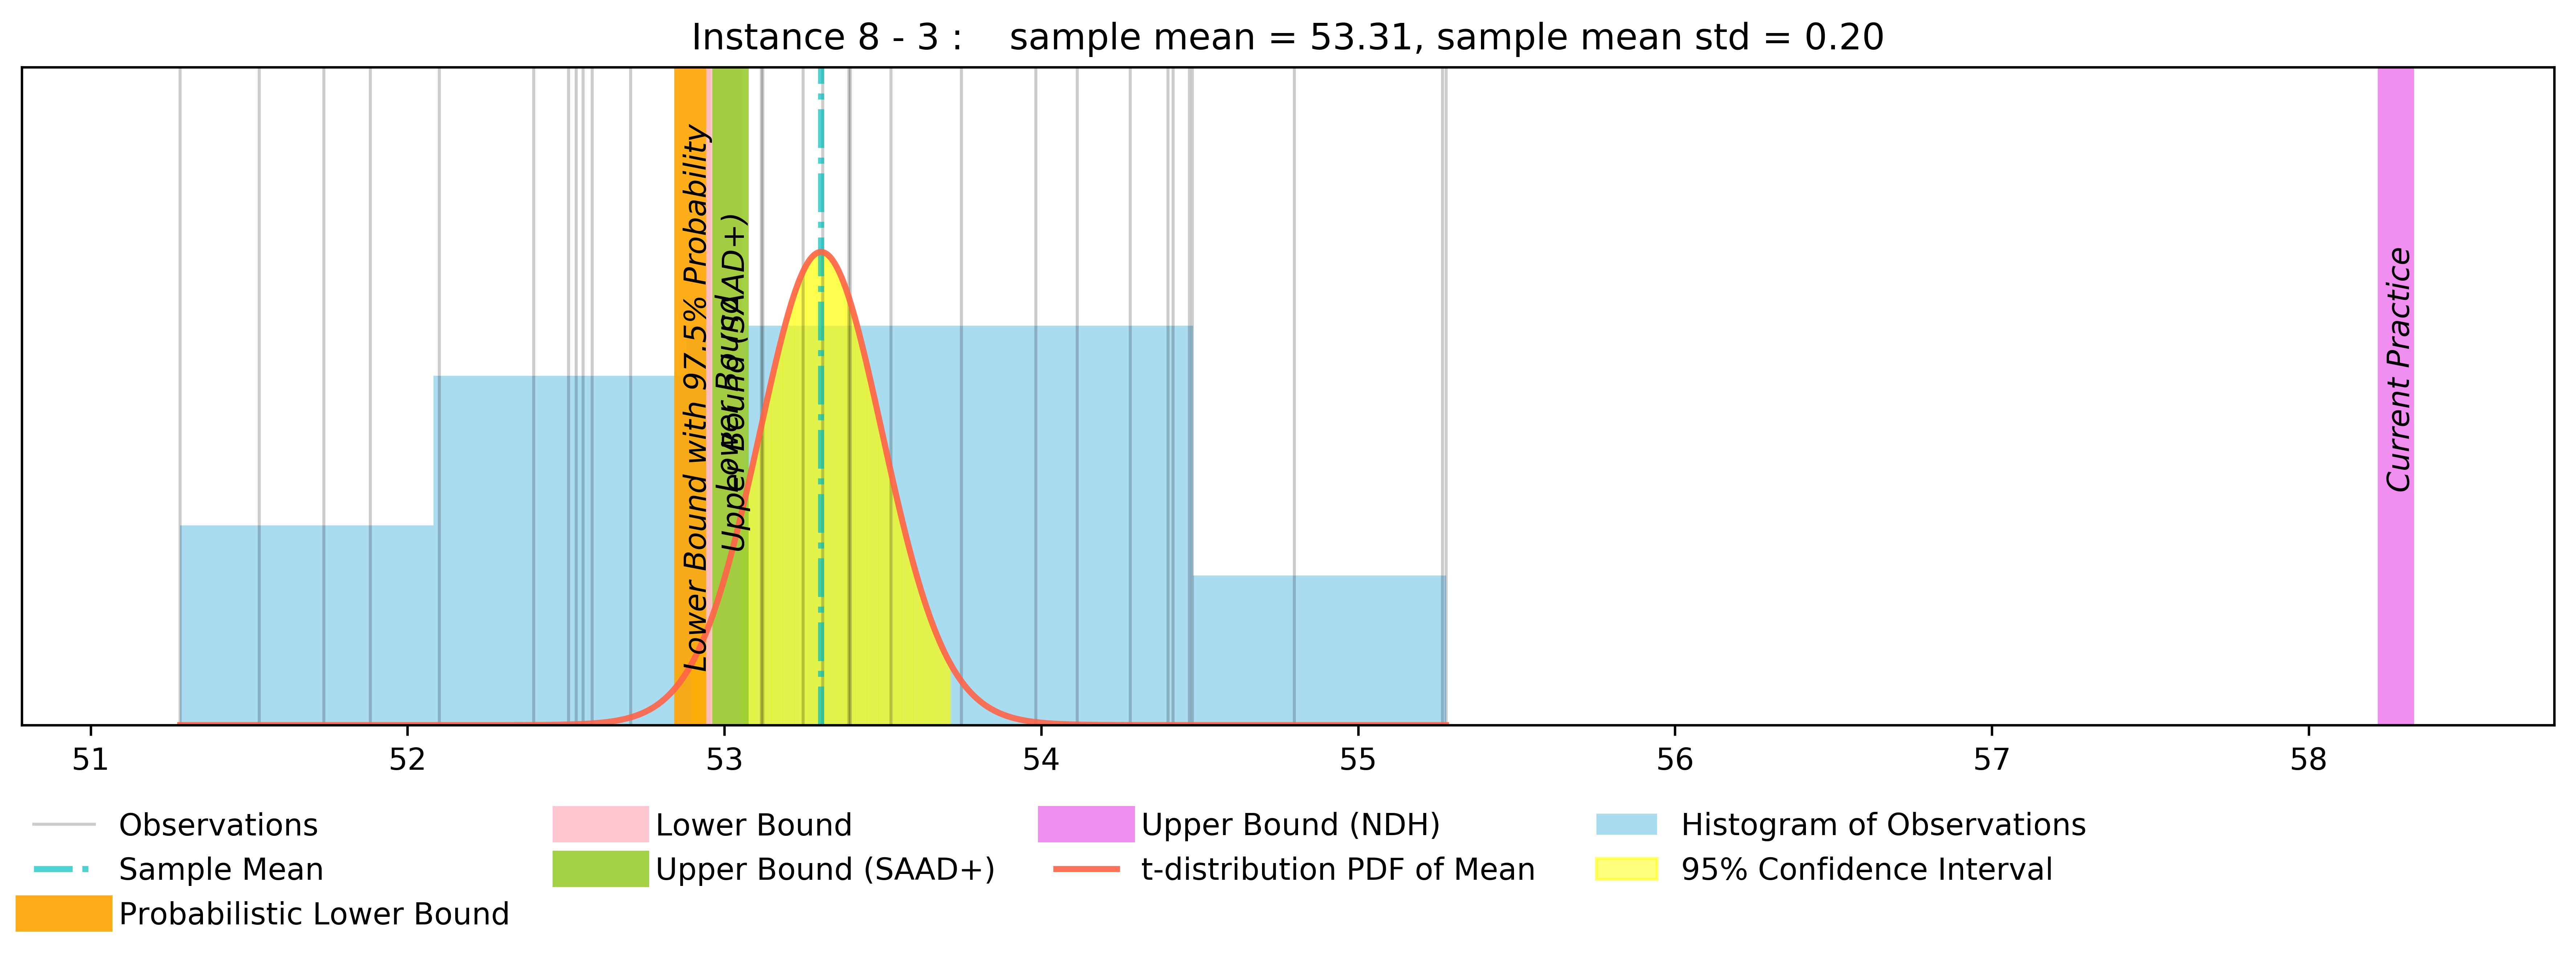 Instance 8 - 3 :    sample mean = 53.31, sample mean std = 0.20
Lower Bound with 97.5% Probability
Lower Bound
Upper Bound (SAAD+)
Current Practice
51 52 53 54 55 56 57 58
Observations
Sample Mean
Probabilistic Lower Bound
Lower Bound
Upper Bound (SAAD+)
Upper Bound (NDH)
t-distribution PDF of Mean
Histogram of Observations
95% Confidence Interval